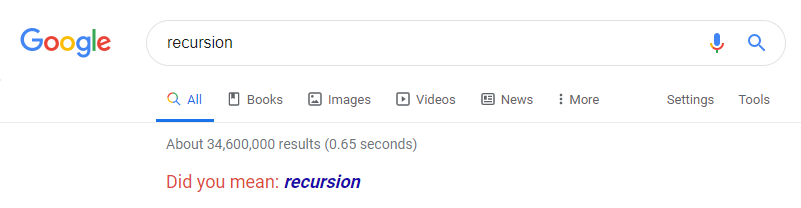 Google recursion
All Books Images Videos News More Settings Tools
About 34,600,000 results (0.65 seconds)
Did you mean: recursion